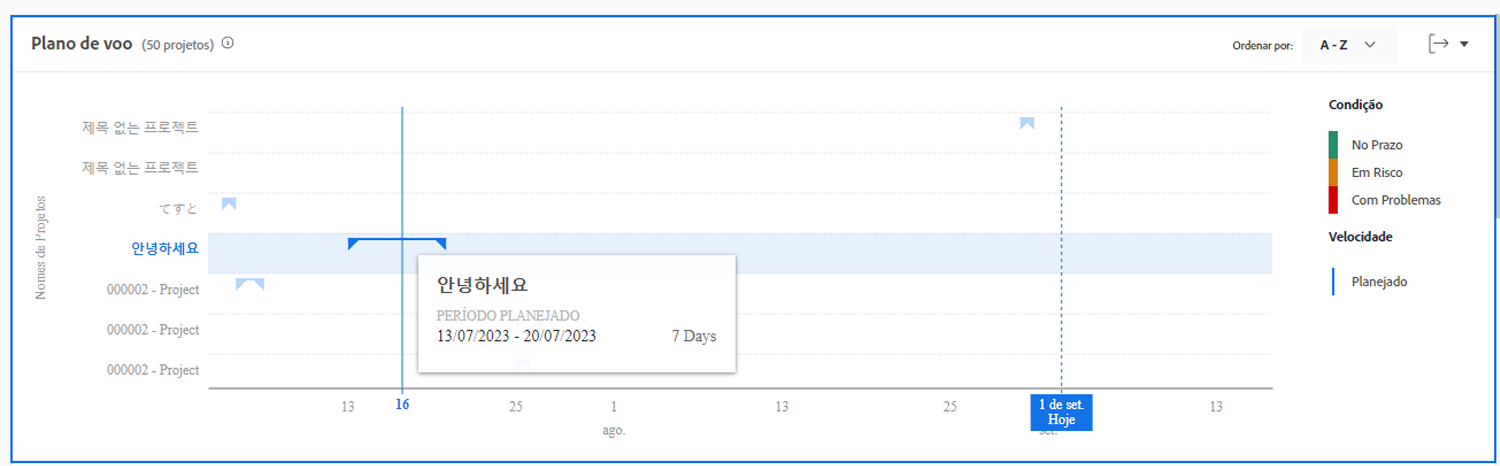 Plano de voo (50 projetos)
Ordenar por: A - Z
Nomes de Projetos
제목 없는 프로젝트
제목 없는 프로젝트
てすと
안녕하세요
000002 - Project
000002 - Project
000002 - Project
안녕하세요
PERÍODO PLANEJADO
13/07/2023 - 20/07/2023 7 Days
13 16 25 1 13 25 1 de set. 13
Hoje
ago. set.
Condição
No Prazo
Em Risco
Com Problemas
Velocidade
Planejado